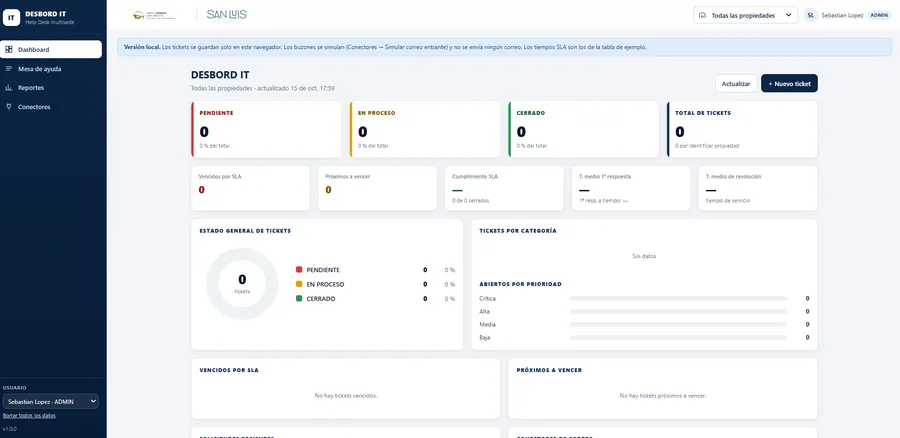 IT
DESBORD IT
Help Desk multisede
Dashboard
Mesa de ayuda
Reportes
Conectores
USUARIO
Sebastian Lopez - ADMIN
Borrar todos los datos
v1.0.0
SAN LUIS
Todas las propiedades
SL
Sebastian Lopez
ADMIN
Versión local. Los tickets se guardan solo en este navegador. Los buzones se simulan (Conectores → Simular correo entrante) y no se envía ningún correo. Los tiempos SLA son los de la tabla de ejemplo.
DESBORD IT
Todas las propiedades · actualizado 15 de oct, 17:59
Actualizar
+ Nuevo ticket
PENDIENTE
0
0 % del total
EN PROCESO
0
0 % del total
CERRADO
0
0 % del total
TOTAL DE TICKETS
0
0 por identificar propiedad
Vencidos por SLA
0
Próximos a vencer
0
Cumplimiento SLA
—
0 de 0 cerrados
T. medio 1ª respuesta
—
1ª resp. a tiempo: —
T. medio de resolución
—
tiempo de servicio
ESTADO GENERAL DE TICKETS
0
tickets
PENDIENTE 0 0 %
EN PROCESO 0 0 %
CERRADO 0 0 %
TICKETS POR CATEGORÍA
Sin datos
ABIERTOS POR PRIORIDAD
Crítica 0
Alta 0
Media 0
Baja 0
VENCIDOS POR SLA
No hay tickets vencidos.
PRÓXIMOS A VENCER
No hay tickets próximos a vencer.